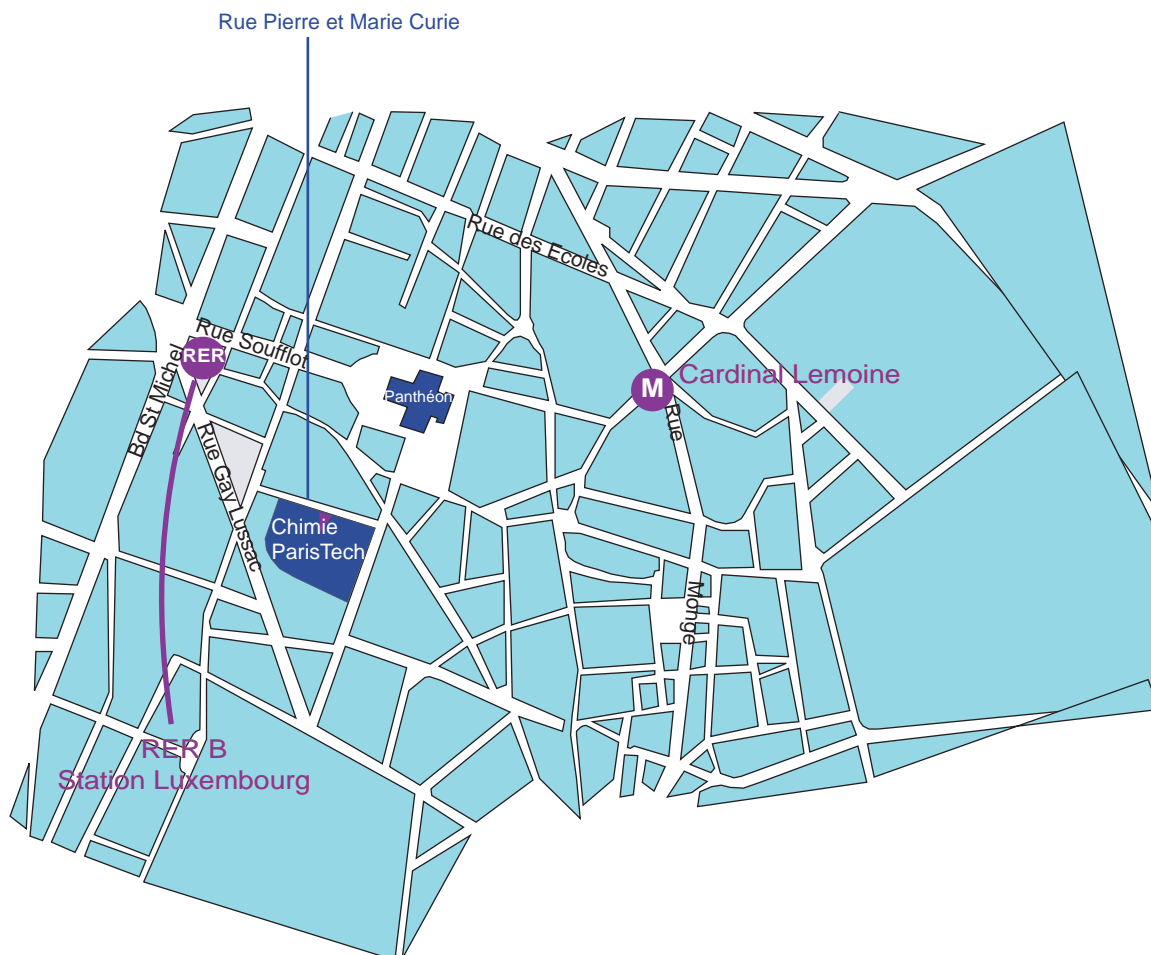 Rue Pierre et Marie Curie
Rue des Ecoles
Rue Soufflot
RER
Bd St Michel
Panthéon
M
Cardinal Lemoine
Rue
Monge
Rue Gay Lussac
Chimie
ParisTech
RER B
Station Luxembourg